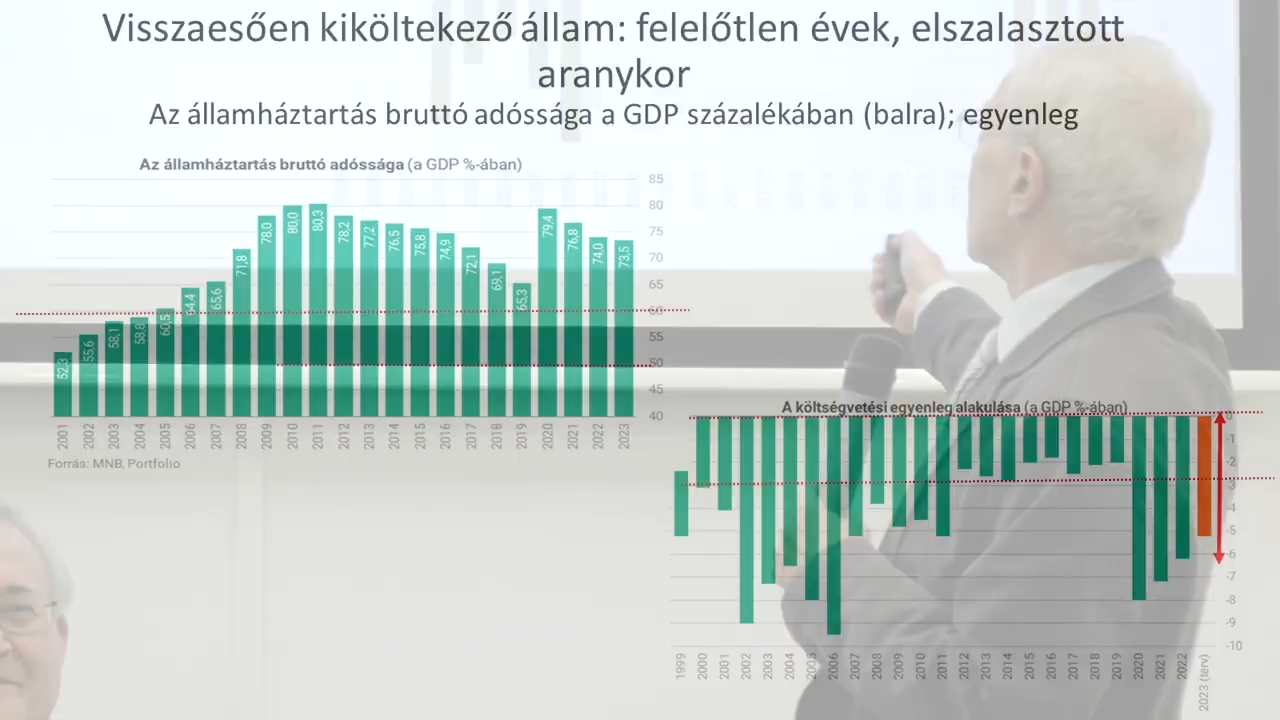 Visszaesően kiköltekező állam: felelőtlen évek, elszalasztott
aranykor
Az államháztartás bruttó adóssága a GDP százalékában (balra); egyenleg
Az államháztartás bruttó adóssága (a GDP %-ában)
85
80
75
70
65
60
55
50
45
40
52,3 55,6 58,1 58,8 60,5 64,4 65,6 71,8 78,0 80,0 80,3 78,2 77,2 76,5 75,8 74,9 72,1 69,1 65,3 79,4 76,8 74,0 73,5
2001 2002 2003 2004 2005 2006 2007 2008 2009 2010 2011 2012 2013 2014 2015 2016 2017 2018 2019 2020 2021 2022 2023
Forrás: MNB, Portfolio
A költségvetési egyenleg alakulása (a GDP %-ában)
-1
-2
-3
-4
-5
-6
-7
-8
-9
-10
1999 2000 2001 2002 2003 2004 2005 2006 2007 2008 2009 2010 2011 2012 2013 2014 2015 2016 2017 2018 2019 2020 2021 2022 2023 (terv)